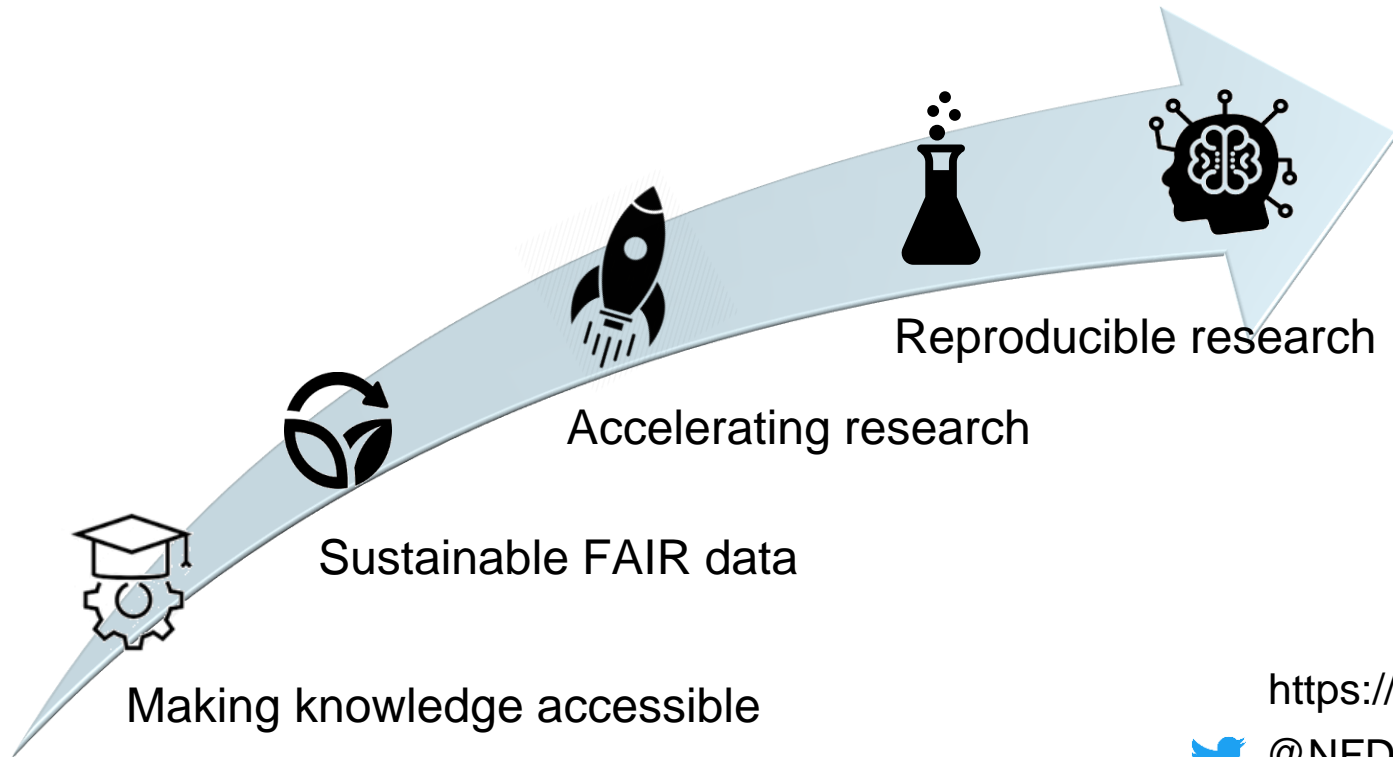 Reproducible research
Accelerating research
Sustainable FAIR data
Making knowledge accessible
https://